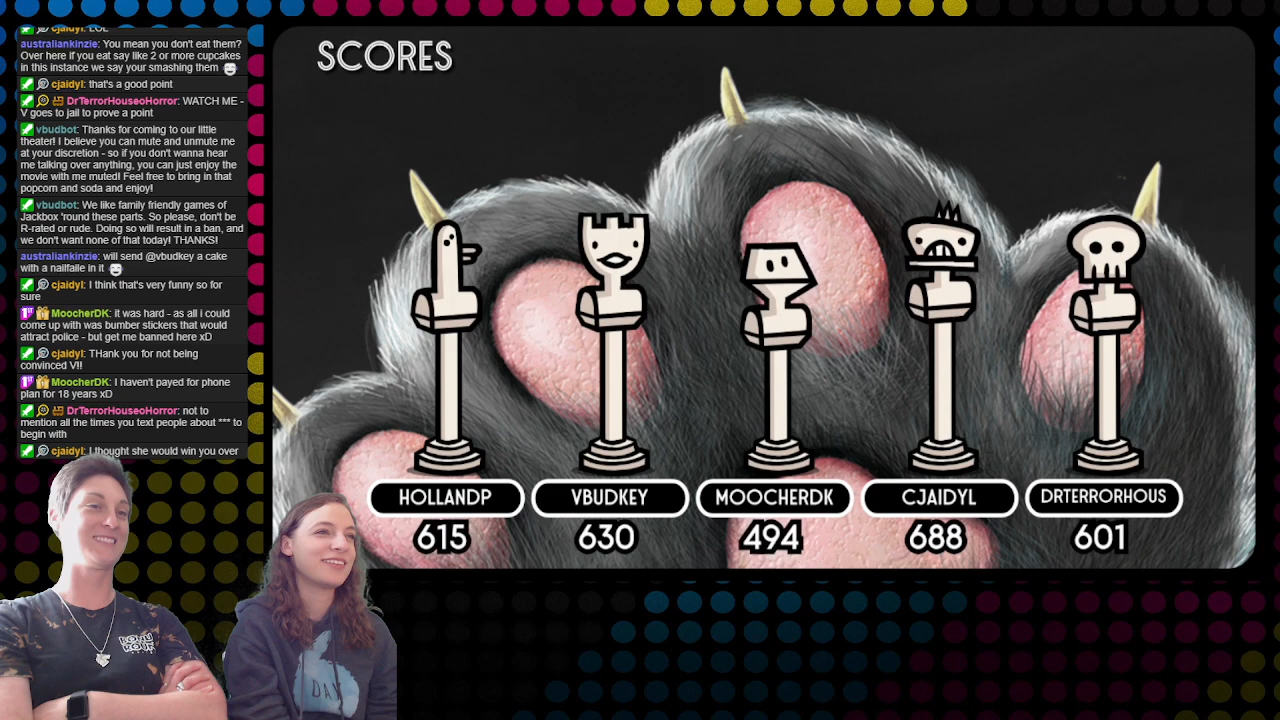 cjaidyl: LOL
australiankinzie: You mean you don't eat them?
Over here if you eat say like 2 or more cupcakes
in this instance we say your smashing them
cjaidyl: that's a good point
DrTerrorHouseoHorror: WATCH ME -
V goes to jail to prove a point
vbudbot: Thanks for coming to our little
theater! I believe you can mute and unmute me
at your discretion - so if you don't wanna hear
me talking over anything, you can just enjoy the
movie with me muted! Feel free to bring in that
popcorn and soda and enjoy!
vbudbot: We like family friendly games of
Jackbox 'round these parts. So please, don't be
R-rated or rude. Doing so will result in a ban, and
we don't want none of that today! THANKS!
australiankinzie: will send @vbudkey a cake
with a nailfaile in it
cjaidyl: I think that's very funny so for
sure
MoocherDK: it was hard - as all i could
come up with was bumber stickers that would
attract police - but get me banned here xD
cjaidyl: THank you for not being
convinced V!!
MoocherDK: I haven't payed for phone
plan for 18 years xD
DrTerrorHouseoHorror: not to
mention all the times you text people about *** to
begin with
cjaidyl: I thought she would win you over
SCORES
HOLLANDP
VBUDKEY
MOOCHERDK
CJAIDYL
DRTERRORHOUS
615
630
494
688
601
DAY